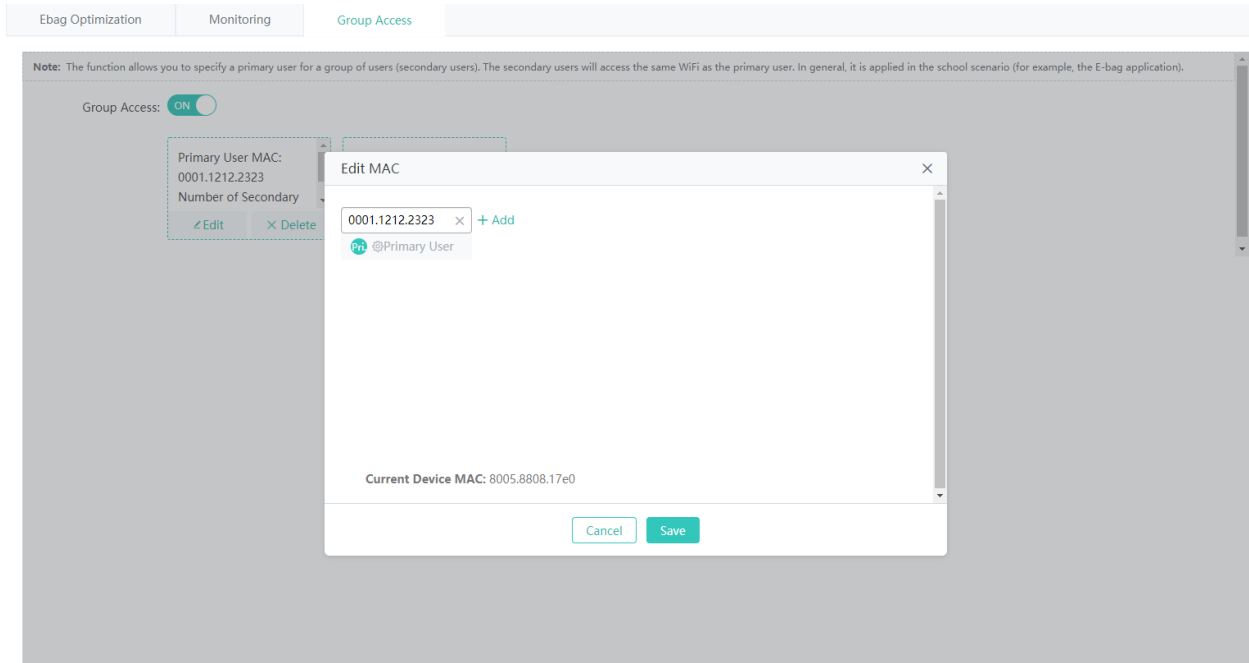 Ebag Optimization
Monitoring
Group Access
Note: The function allows you to specify a primary user for a group of users (secondary users). The secondary users will access the same WiFi as the primary user. In general, it is applied in the school scenario (for example, the E-bag application).
Group Access:
ON
Primary User MAC:
0001.1212.2323
Number of Secondary
Edit
Delete
Edit MAC
0001.1212.2323
+ Add
Pri.
Primary User
Current Device MAC: 8005.8808.17e0
Cancel
Save